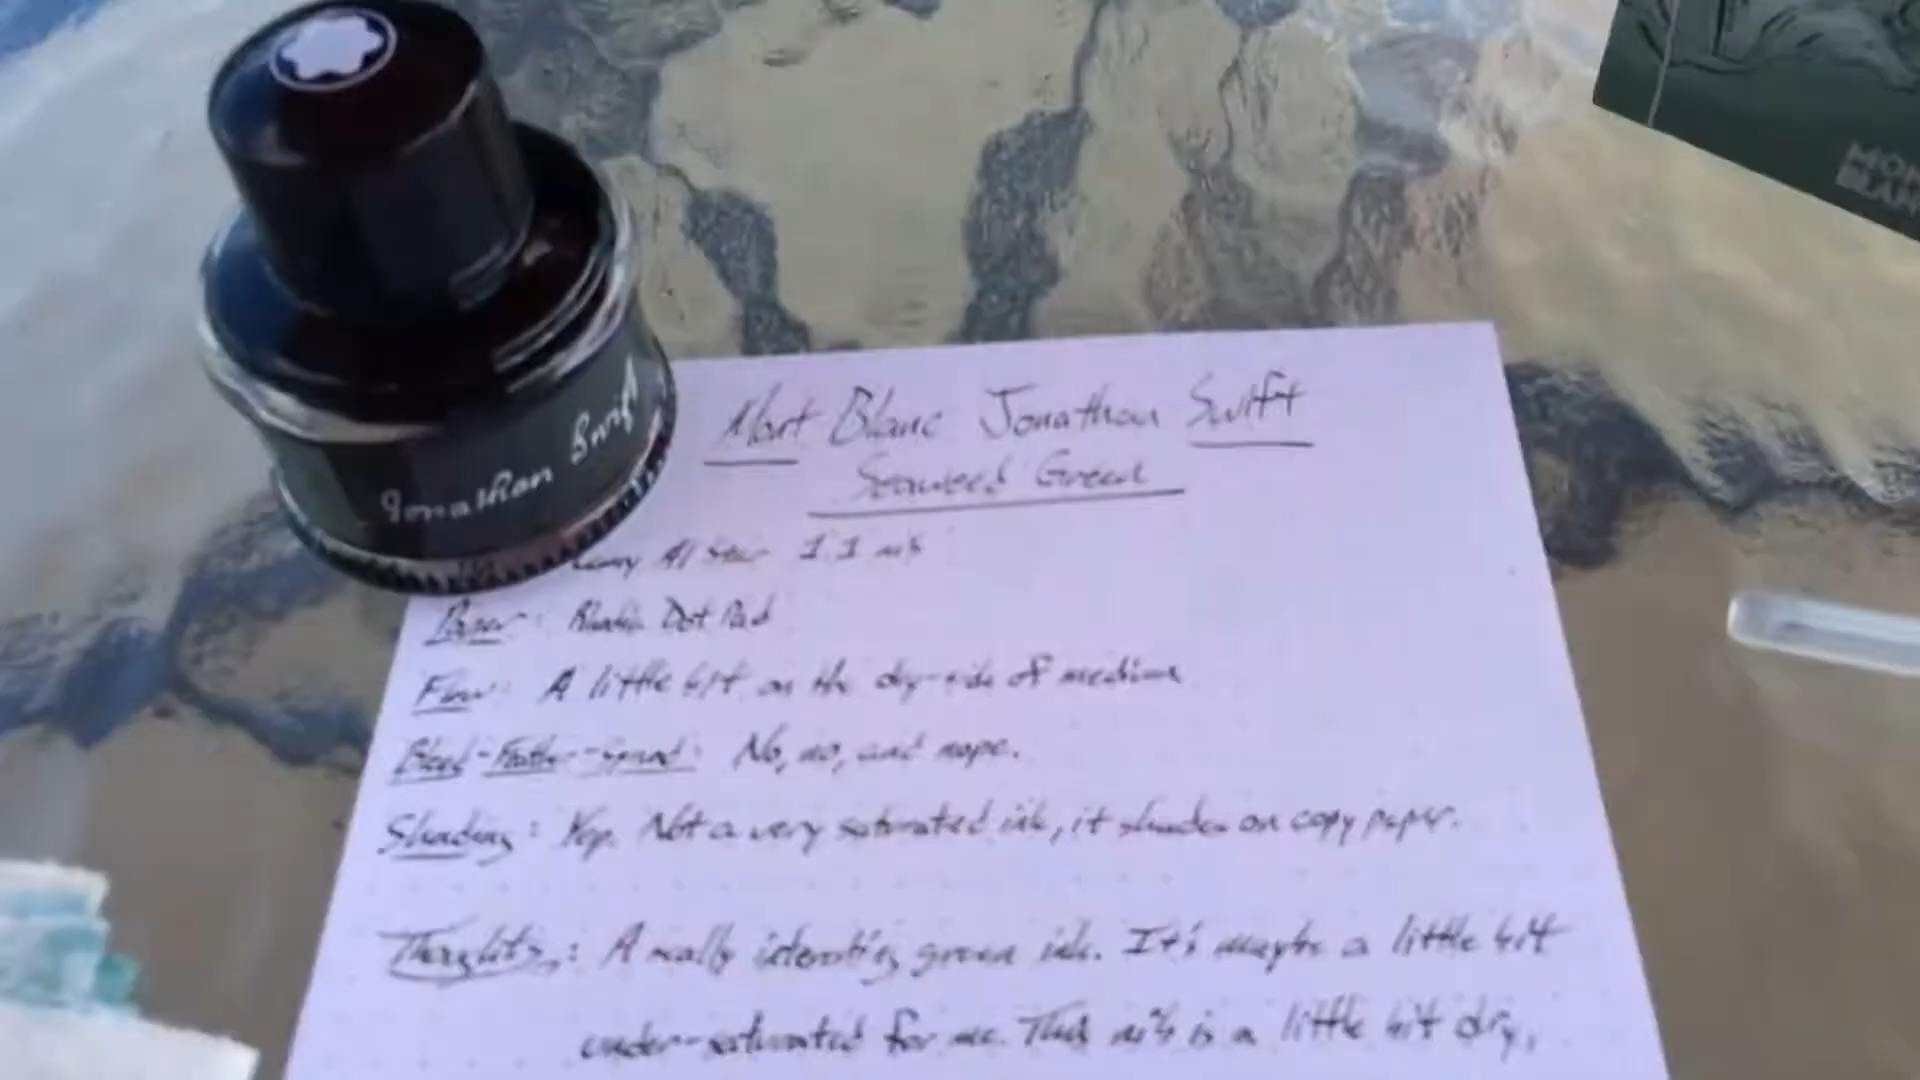 MON
BLAN
Jonathan Swift
Mont Blanc Jonathan Swift
Seaweed Green
Lamy Al Star 1.1 nib
Paper: Rhodia Dot Pad
Flow: A little bit on the dry-side of medium
Bleed-Feather-Spread: No, no, and nope.
Shading: Yep. Not a very saturated ink, it shades on copy paper.
Thoughts: A really interesting green ink. It's maybe a little bit
under-saturated for me. This nib is a little bit dry,